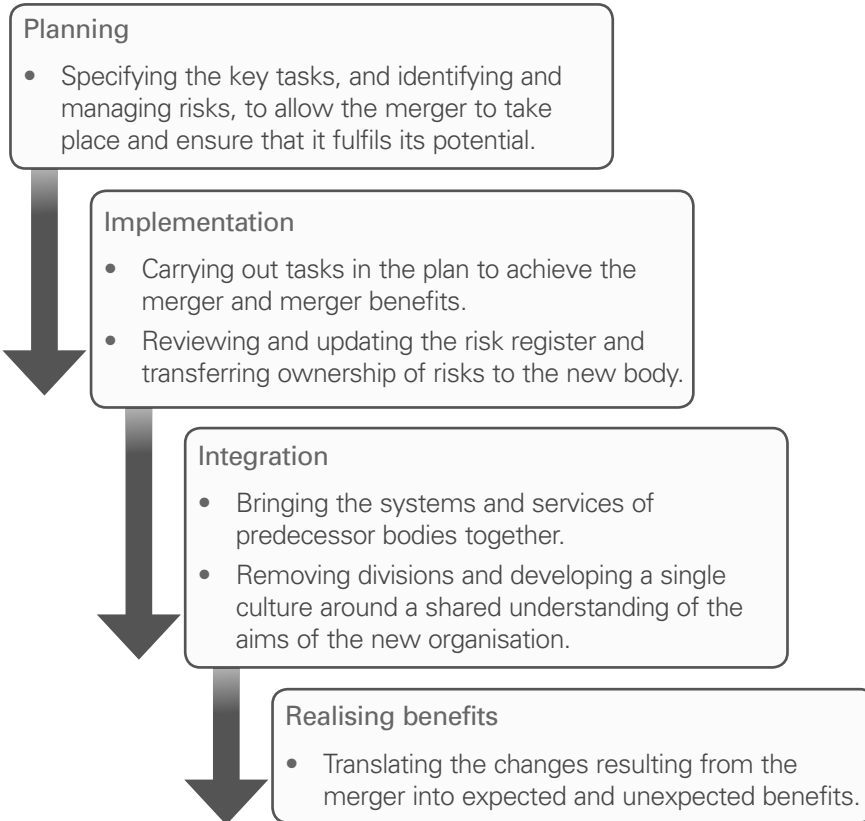 Planning
• Specifying the key tasks, and identifying and
managing risks, to allow the merger to take
place and ensure that it fulfils its potential.
Implementation
• Carrying out tasks in the plan to achieve the
merger and merger benefits.
• Reviewing and updating the risk register and
transferring ownership of risks to the new body.
Integration
• Bringing the systems and services of
predecessor bodies together.
• Removing divisions and developing a single
culture around a shared understanding of the
aims of the new organisation.
Realising benefits
• Translating the changes resulting from the
merger into expected and unexpected benefits.